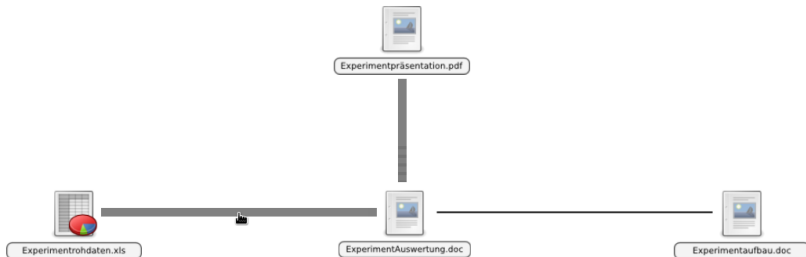 Experimentpräsentation.pdf
Experimentrohdaten.xls
ExperimentAuswertung.doc
Experimentaufbau.doc